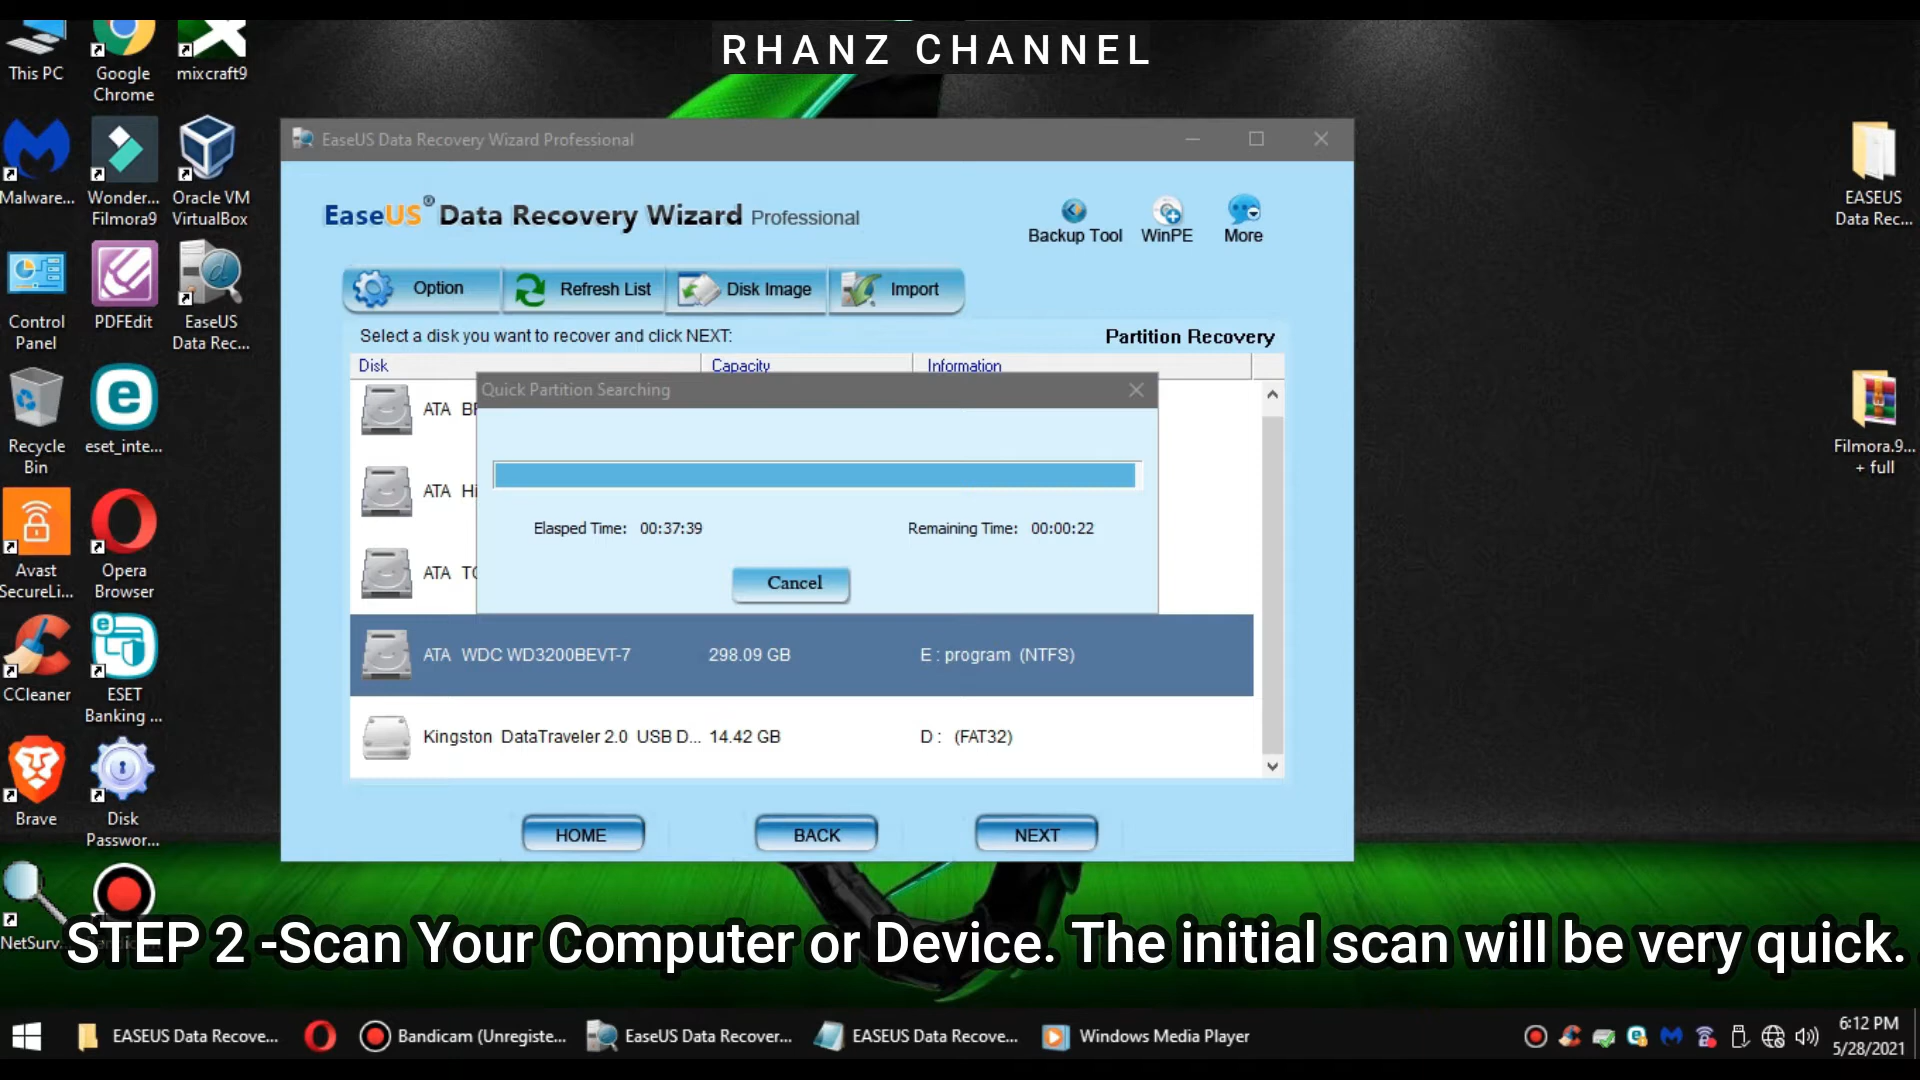 RHANZ CHANNEL
This PC
Google
Chrome
mixcraft9
Malware...
Wonder...
Filmora9
Oracle VM
VirtualBox
Control
Panel
PDFEdit
EaseUS
Data Rec...
Recycle
Bin
eset_inte...
Avast
SecureLi...
Opera
Browser
CCleaner
ESET
Banking ...
Brave
Disk
Passwor...
NetSurv...
EASEUS
Data Rec...
Filmora.9...
+ full
EaseUS Data Recovery Wizard Professional
EaseUS® Data Recovery Wizard Professional
Backup Tool
WinPE
More
Option
Refresh List
Disk Image
Import
Select a disk you want to recover and click NEXT:
Partition Recovery
Disk
Capacity
Information
Quick Partition Searching
ATA
ATA
ATA
Elasped Time: 00:37:39
Remaining Time: 00:00:22
Cancel
ATA WDC WD3200BEVT-7 298.09 GB E : program (NTFS)
Kingston DataTraveler 2.0 USB D... 14.42 GB D : (FAT32)
HOME
BACK
NEXT
STEP 2 -Scan Your Computer or Device. The initial scan will be very quick.
EASEUS Data Recove...
Bandicam (Unregiste...
EaseUS Data Recover...
EASEUS Data Recove...
Windows Media Player
6:12 PM
5/28/2021